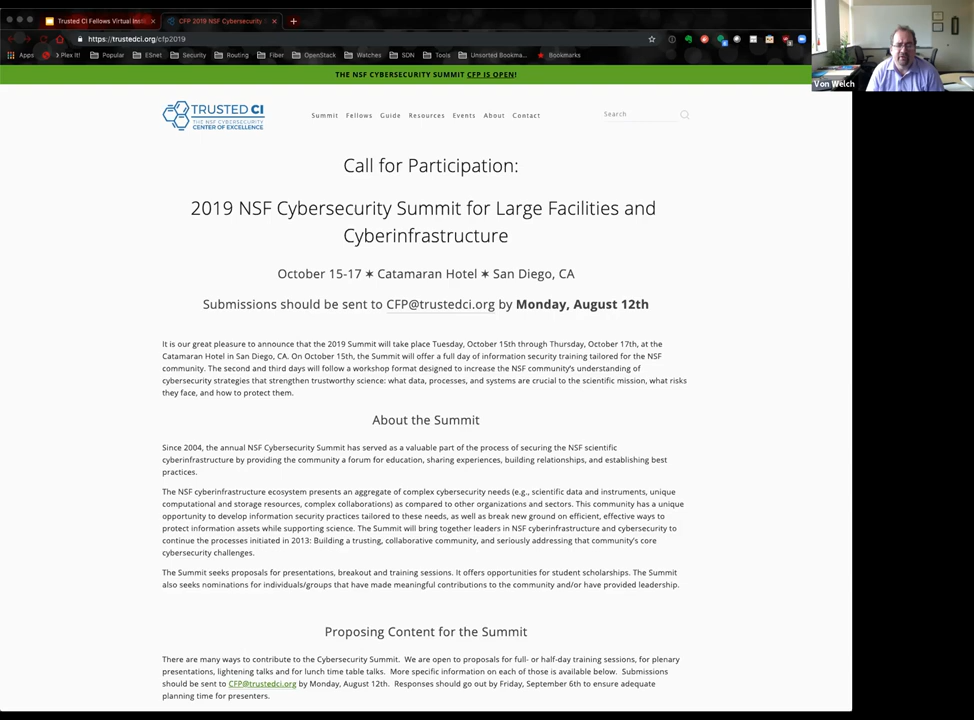 Trusted CI Fellows Virtual Insti
CFP 2019 NSF Cybersecurity
https://trustedci.org/cfp2019
Apps
> Plex It!
Popular
ESnet
Security
Routing
Fiber
OpenStack
Watches
SDN
Tools
Unsorted Bookma...
Bookmarks
Von Welch
THE NSF CYBERSECURITY SUMMIT CFP IS OPEN!
TRUSTED CI
THE NSF CYBERSECURITY
CENTER OF EXCELLENCE
Summit Fellows Guide Resources Events About Contact
Search
Call for Participation:
2019 NSF Cybersecurity Summit for Large Facilities and
Cyberinfrastructure
October 15-17 ✶ Catamaran Hotel ✶ San Diego, CA
Submissions should be sent to CFP@trustedci.org by Monday, August 12th
It is our great pleasure to announce that the 2019 Summit will take place Tuesday, October 15th through Thursday, October 17th, at the
Catamaran Hotel in San Diego, CA. On October 15th, the Summit will offer a full day of information security training tailored for the NSF
community. The second and third days will follow a workshop format designed to increase the NSF community's understanding of
cybersecurity strategies that strengthen trustworthy science: what data, processes, and systems are crucial to the scientific mission, what risks
they face, and how to protect them.
About the Summit
Since 2004, the annual NSF Cybersecurity Summit has served as a valuable part of the process of securing the NSF scientific
cyberinfrastructure by providing the community a forum for education, sharing experiences, building relationships, and establishing best
practices.
The NSF cyberinfrastructure ecosystem presents an aggregate of complex cybersecurity needs (e.g., scientific data and instruments, unique
computational and storage resources, complex collaborations) as compared to other organizations and sectors. This community has a unique
opportunity to develop information security practices tailored to these needs, as well as break new ground on efficient, effective ways to
protect information assets while supporting science. The Summit will bring together leaders in NSF cyberinfrastructure and cybersecurity to
continue the processes initiated in 2013: Building a trusting, collaborative community, and seriously addressing that community's core
cybersecurity challenges.
The Summit seeks proposals for presentations, breakout and training sessions. It offers opportunities for student scholarships. The Summit
also seeks nominations for individuals/groups that have made meaningful contributions to the community and/or have provided leadership.
Proposing Content for the Summit
There are many ways to contribute to the Cybersecurity Summit. We are open to proposals for full- or half-day training sessions, for plenary
presentations, lightening talks and for lunch time table talks. More specific information on each of those is available below. Submissions
should be sent to CFP@trustedci.org by Monday, August 12th. Responses should go out by Friday, September 6th to ensure adequate
planning time for presenters.